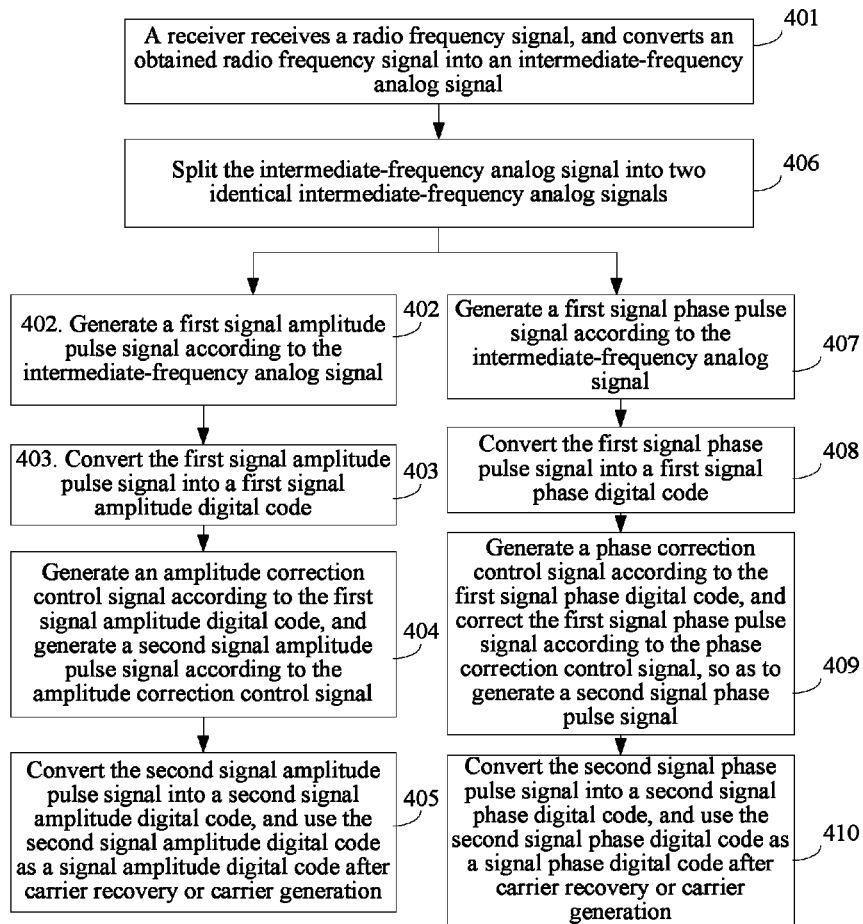 A receiver receives a radio frequency signal, and converts an
obtained radio frequency signal into an intermediate-frequency
analog signal
401
Split the intermediate-frequency analog signal into two
identical intermediate-frequency analog signals
406
402. Generate a first signal amplitude
pulse signal according to the
intermediate-frequency analog signal
402
403. Convert the first signal amplitude
pulse signal into a first signal
amplitude digital code
403
Generate an amplitude correction
control signal according to the first
signal amplitude digital code, and
generate a second signal amplitude
pulse signal according to the
amplitude correction control signal
404
Convert the second signal amplitude
pulse signal into a second signal
amplitude digital code, and use the
second signal amplitude digital code
as a signal amplitude digital code after
carrier recovery or carrier generation
405
Generate a first signal phase pulse
signal according to the
intermediate-frequency analog
signal
407
Convert the first signal phase
pulse signal into a first signal
phase digital code
408
Generate a phase correction
control signal according to the
first signal phase digital code, and
correct the first signal phase pulse
signal according to the phase
correction control signal, so as to
generate a second signal phase
pulse signal
409
Convert the second signal phase
pulse signal into a second signal
phase digital code, and use the
second signal phase digital code as
a signal phase digital code after
carrier recovery or carrier
generation
410